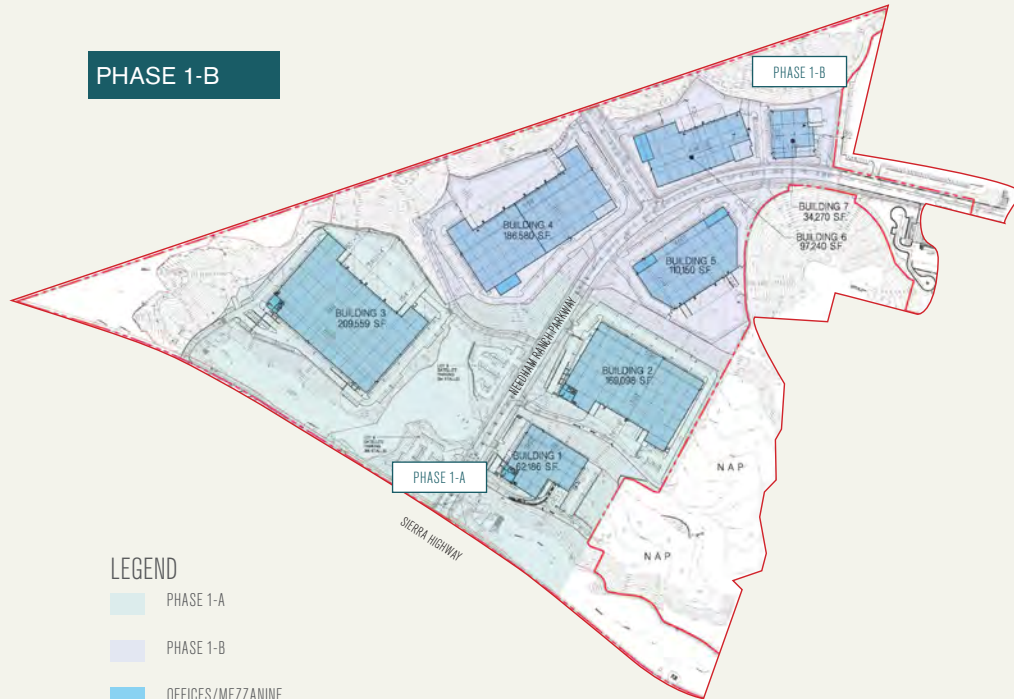 PHASE 1-B
PHASE 1-B
BUILDING 7
34,270 S.F.
BUILDING 6
97,240 S.F.
BUILDING 4
186,580 S.F.
BUILDING 5
110,150 S.F.
BUILDING 3
209,559 S.F.
NEEDHAM RANCH PARKWAY
BUILDING 2
169,098 S.F.
BUILDING 1
62,186 S.F.
PHASE 1-A
NAP
NAP
SIERRA HIGHWAY
LEGEND
PHASE 1-A
PHASE 1-B
OFFICES/MEZZANINE